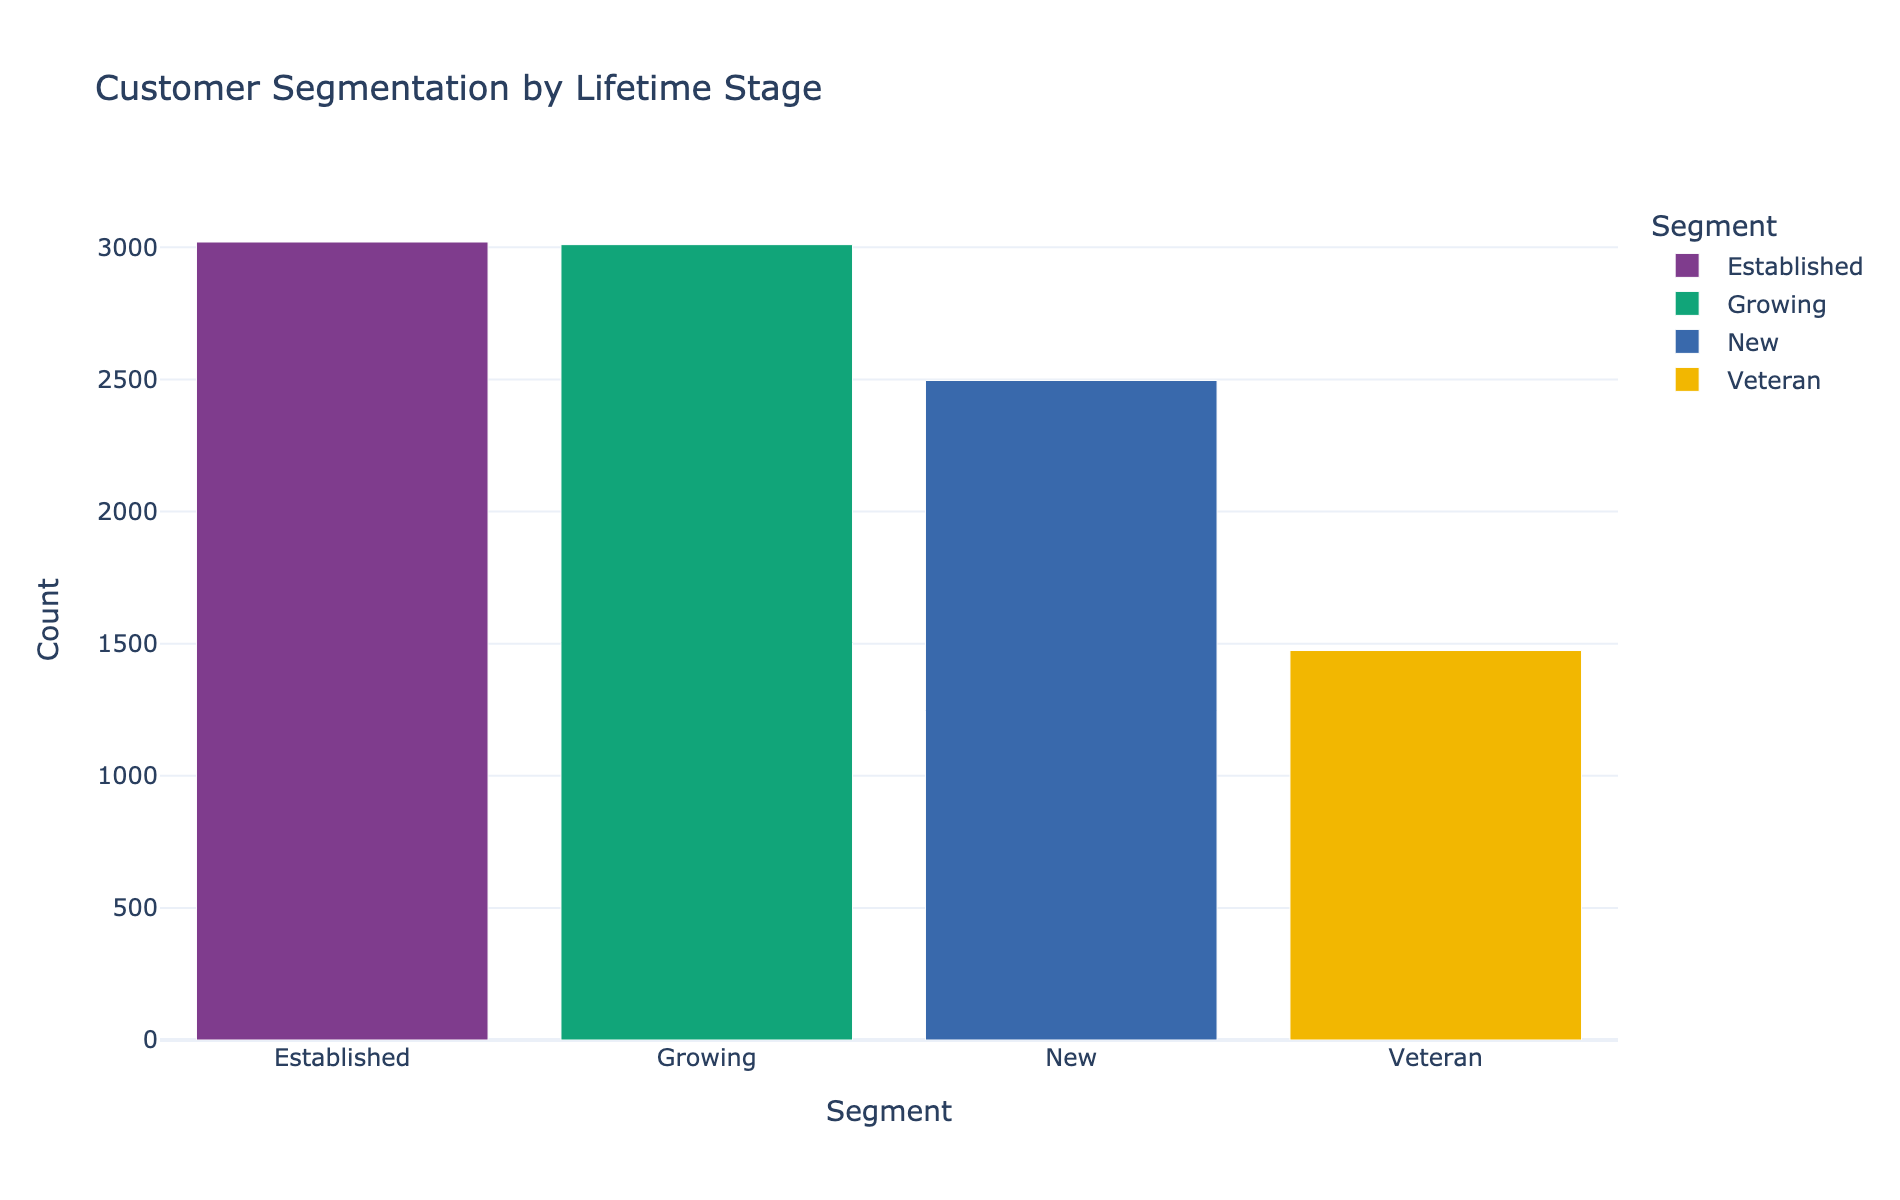 Customer Segmentation by Lifetime Stage
3000
2500
2000
1500
1000
500
0
Count
Established
Growing
New
Veteran
Segment
Segment
Established
Growing
New
Veteran